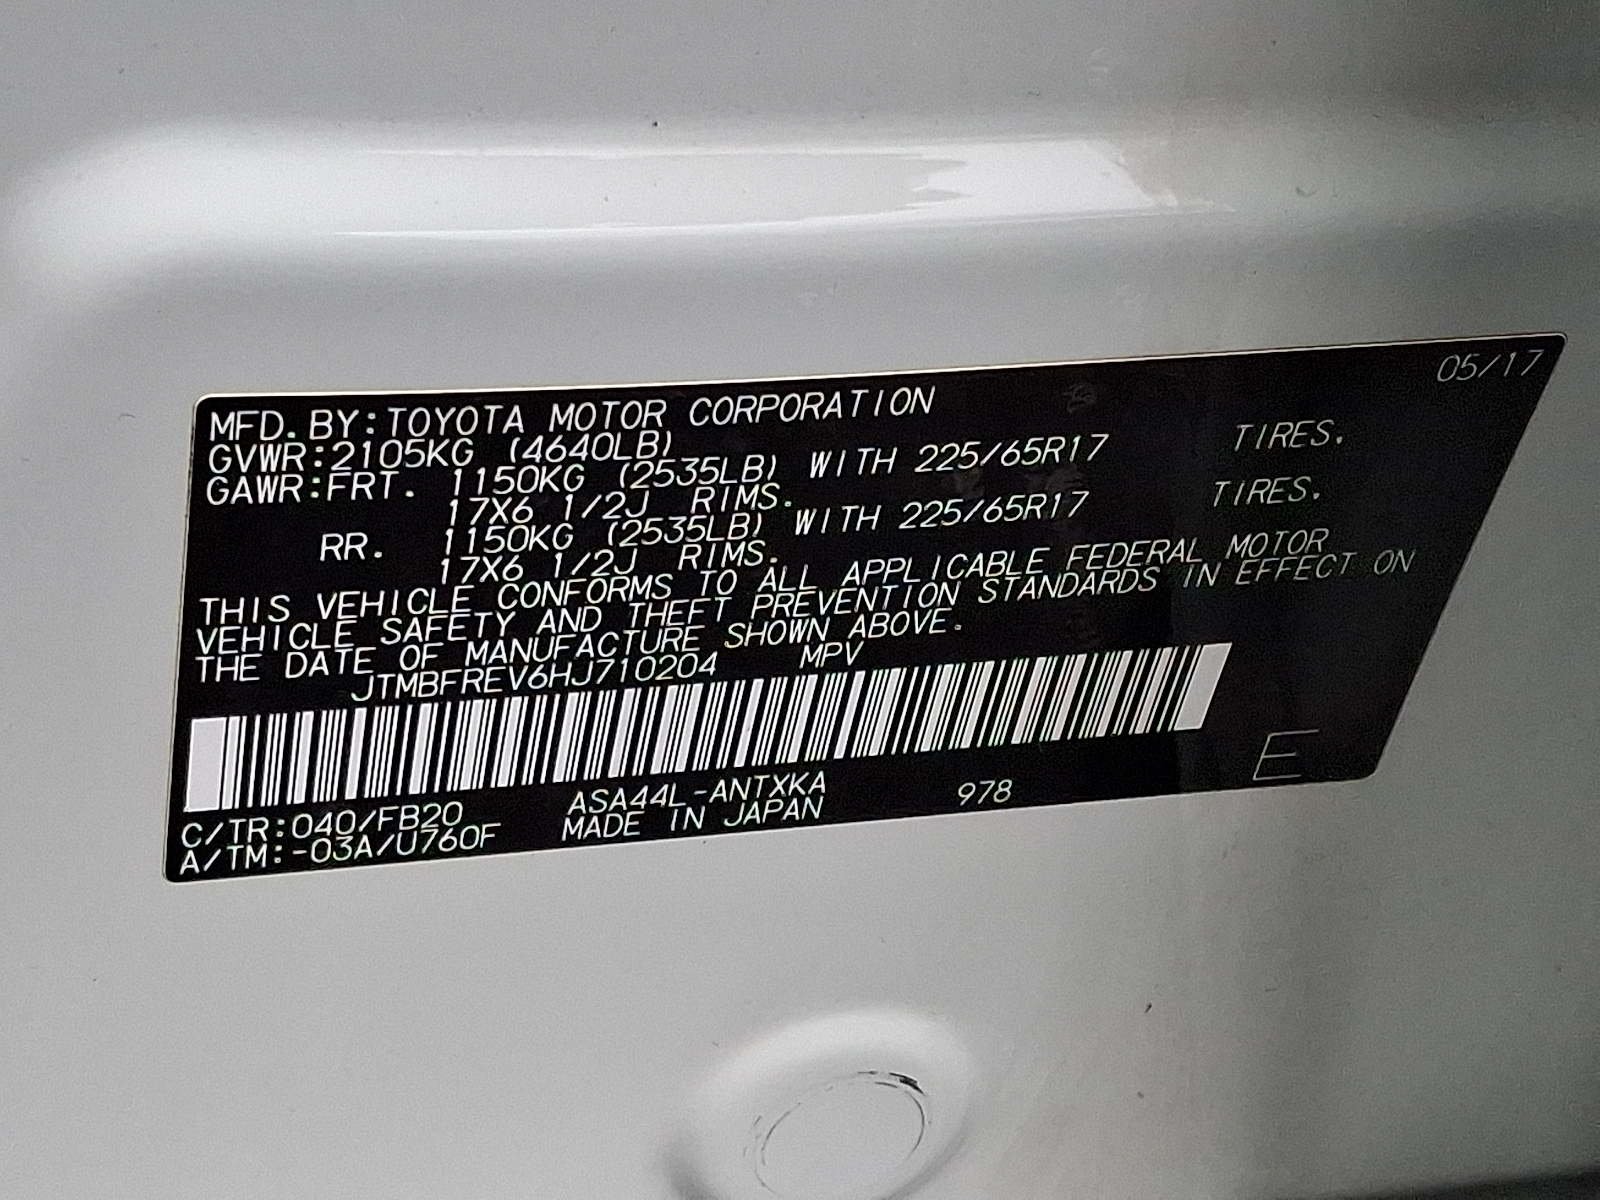 05/17
MFD. BY:TOYOTA MOTOR CORPORATION
GVWR:2105KG (4640LB)
GAWR:FRT. 1150KG (2535LB) WITH 225/65R17 TIRES.
17X6 1/2J RIMS.
RR. 1150KG (2535LB) WITH 225/65R17 TIRES.
17X6 1/2J RIMS.
THIS VEHICLE CONFORMS TO ALL APPLICABLE FEDERAL MOTOR
VEHICLE SAFETY AND THEFT PREVENTION STANDARDS IN EFFECT ON
THE DATE OF MANUFACTURE SHOWN ABOVE.
JTMBFREV6HJ710204 MPV
E
C/TR:040/FB20 ASA44L-ANTXKA 978
A/TM:-03A/U760F MADE IN JAPAN